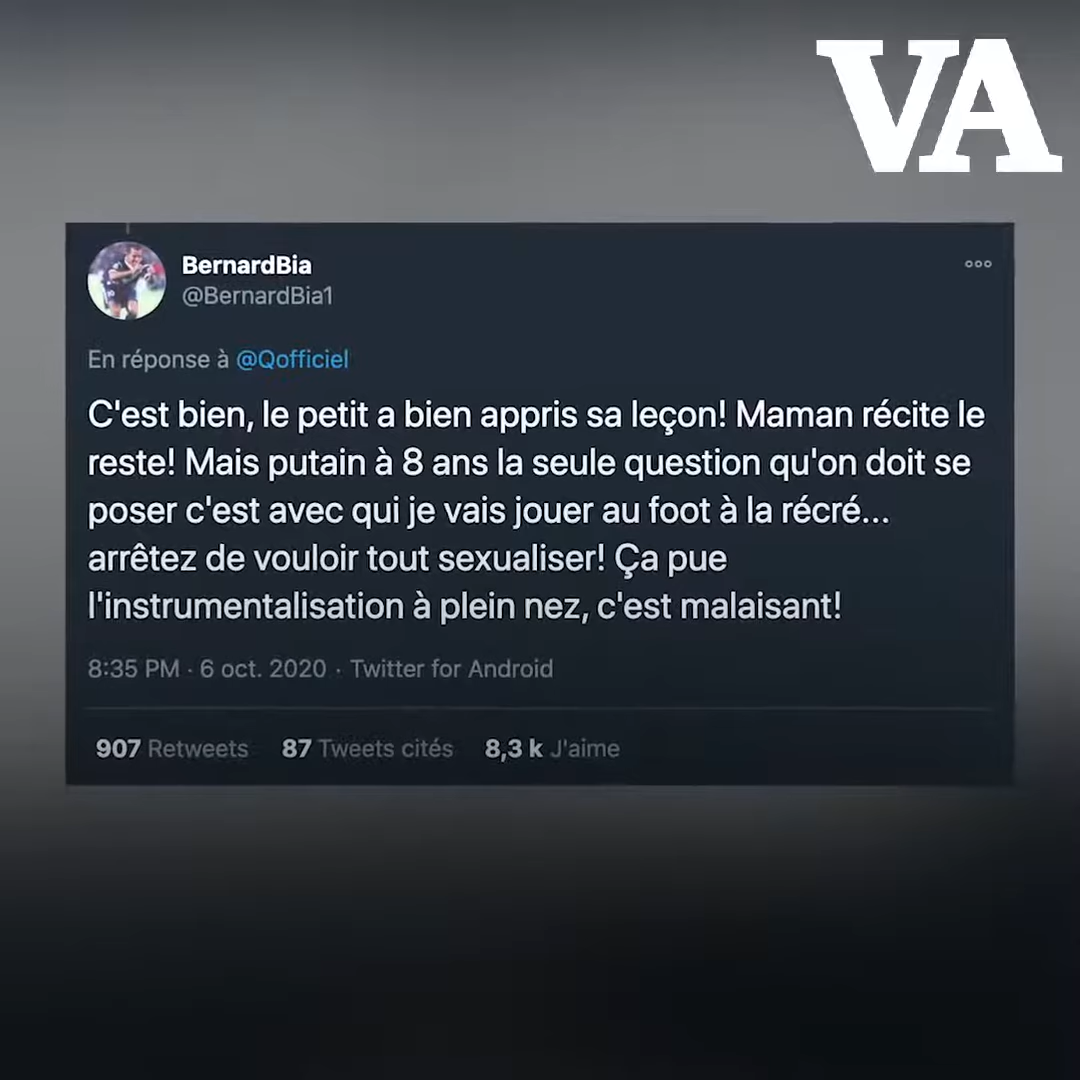 VA
BernardBia
@BernardBia1
En réponse à @Qofficiel
C'est bien, le petit a bien appris sa leçon! Maman récite le
reste! Mais putain à 8 ans la seule question qu'on doit se
poser c'est avec qui je vais jouer au foot à la récré...
arrêtez de vouloir tout sexualiser! Ça pue
l'instrumentalisation à plein nez, c'est malaisant!
8:35 PM · 6 oct. 2020 · Twitter for Android
907 Retweets 87 Tweets cités 8,3 k J'aime